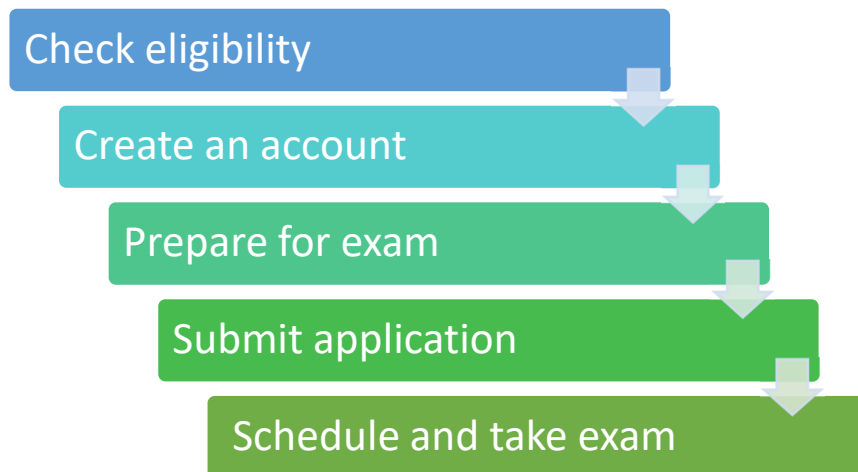 Check eligibility
Create an account
Prepare for exam
Submit application
Schedule and take exam